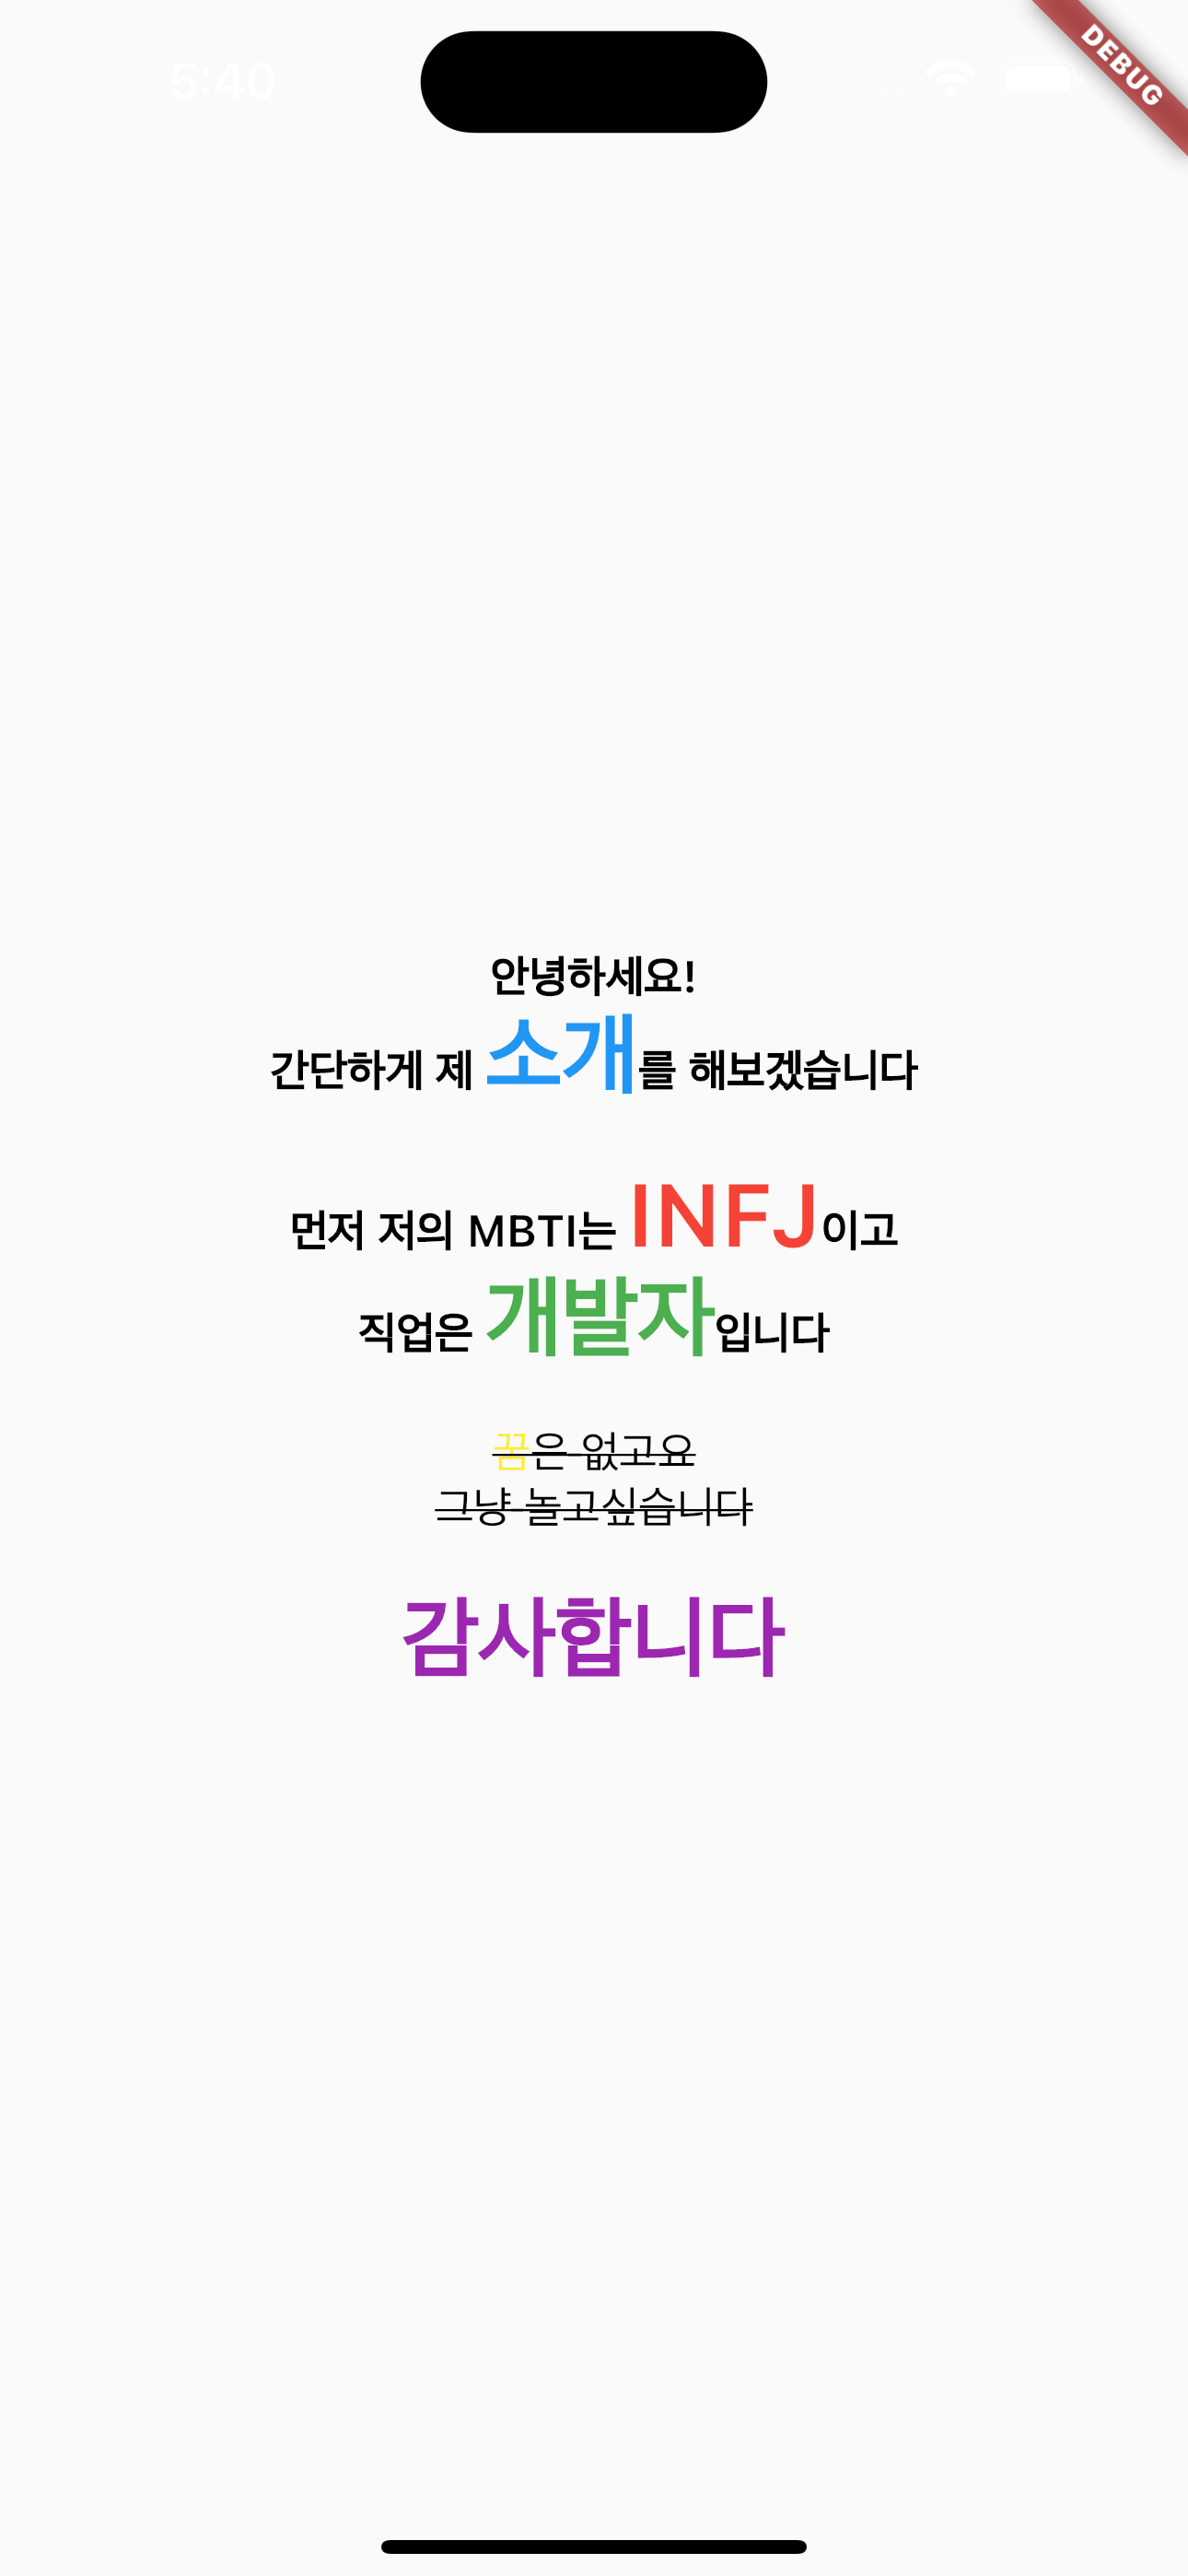 5:40
DEBUG
안녕하세요!
간단하게 제 소개를 해보겠습니다
먼저 저의 MBTI는 INFJ이고
직업은 개발자입니다
꿈은 없고요
그냥 놀고싶습니다
감사합니다